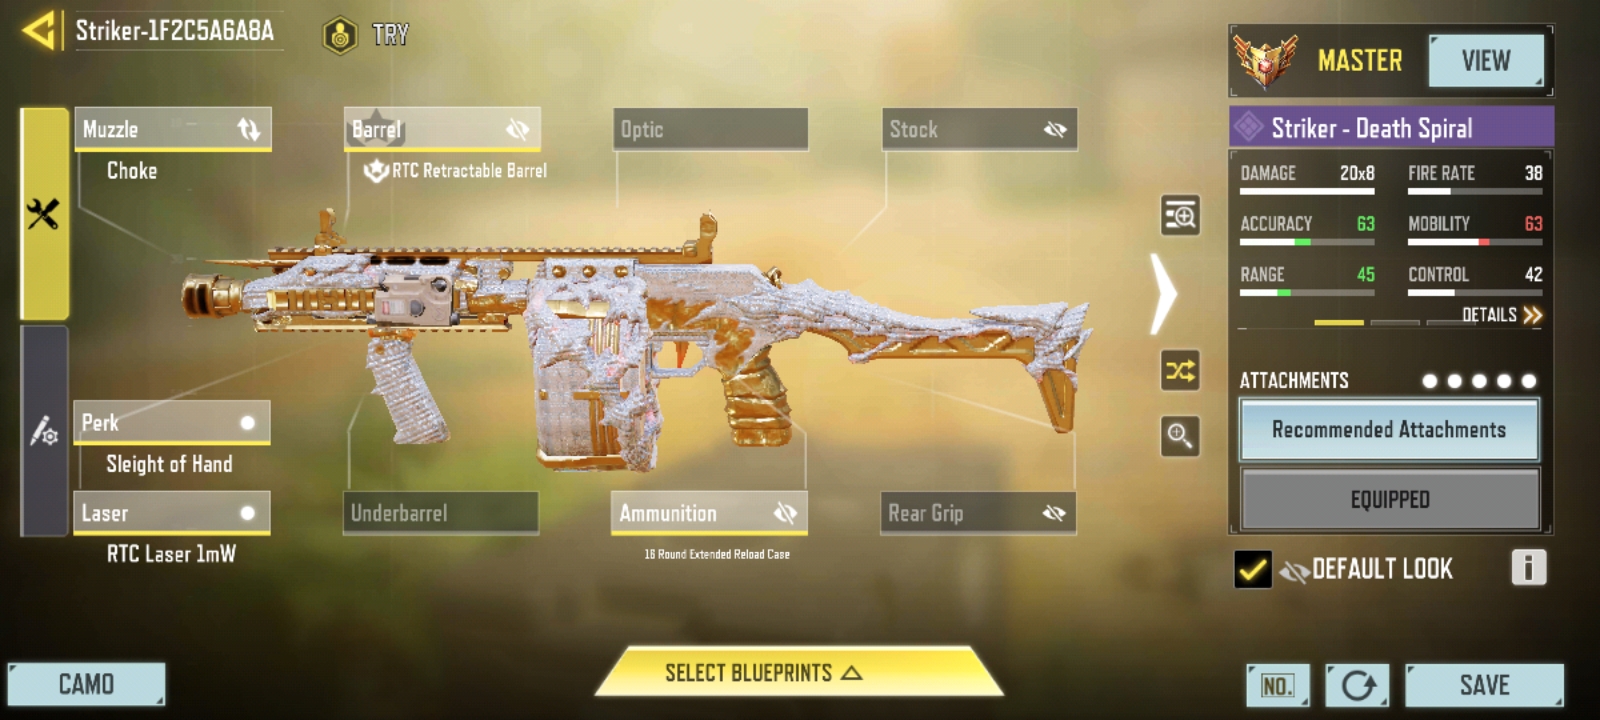 Striker-1F2C5A6A8A
TRY
MASTER
VIEW
Muzzle
Choke
Barrel
RTC Retractable Barrel
Optic
Stock
Striker - Death Spiral
DAMAGE 20x8
FIRE RATE 38
ACCURACY 63
MOBILITY 63
RANGE 45
CONTROL 42
DETAILS
ATTACHMENTS
Recommended Attachments
EQUIPPED
DEFAULT LOOK
Perk
Sleight of Hand
Laser
RTC Laser 1mW
Underbarrel
Ammunition
16 Round Extended Reload Case
Rear Grip
CAMO
SELECT BLUEPRINTS
NO.
SAVE